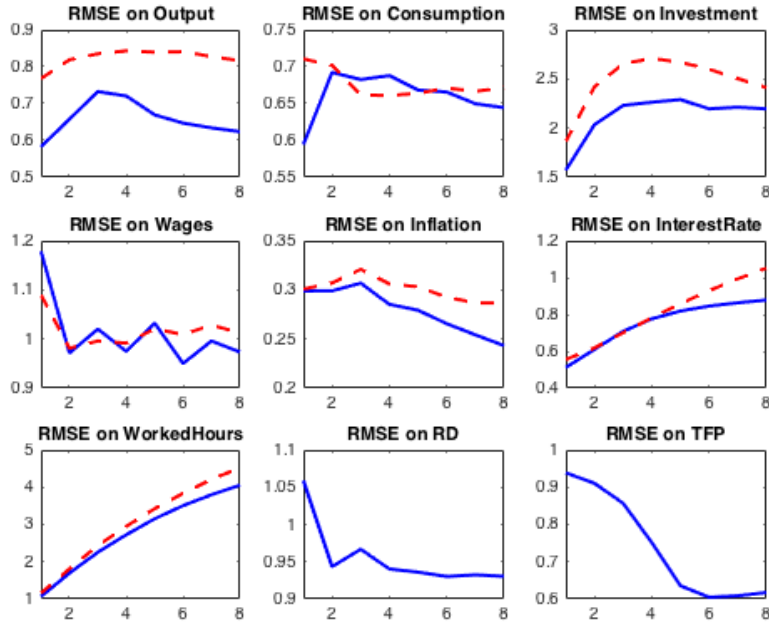 RMSE on Output
0.9
0.8
0.7
0.6
0.5
2 4 6 8
RMSE on Consumption
0.75
0.7
0.65
0.6
0.55
2 4 6 8
RMSE on Investment
3
2.5
2
1.5
2 4 6 8
RMSE on Wages
1.2
1.1
1
0.9
2 4 6 8
RMSE on Inflation
0.35
0.3
0.25
0.2
2 4 6 8
RMSE on InterestRate
1.2
1
0.8
0.6
0.4
2 4 6 8
RMSE on WorkedHours
5
4
3
2
1
2 4 6 8
RMSE on RD
1.1
1.05
1
0.95
0.9
2 4 6 8
RMSE on TFP
1
0.9
0.8
0.7
0.6
2 4 6 8